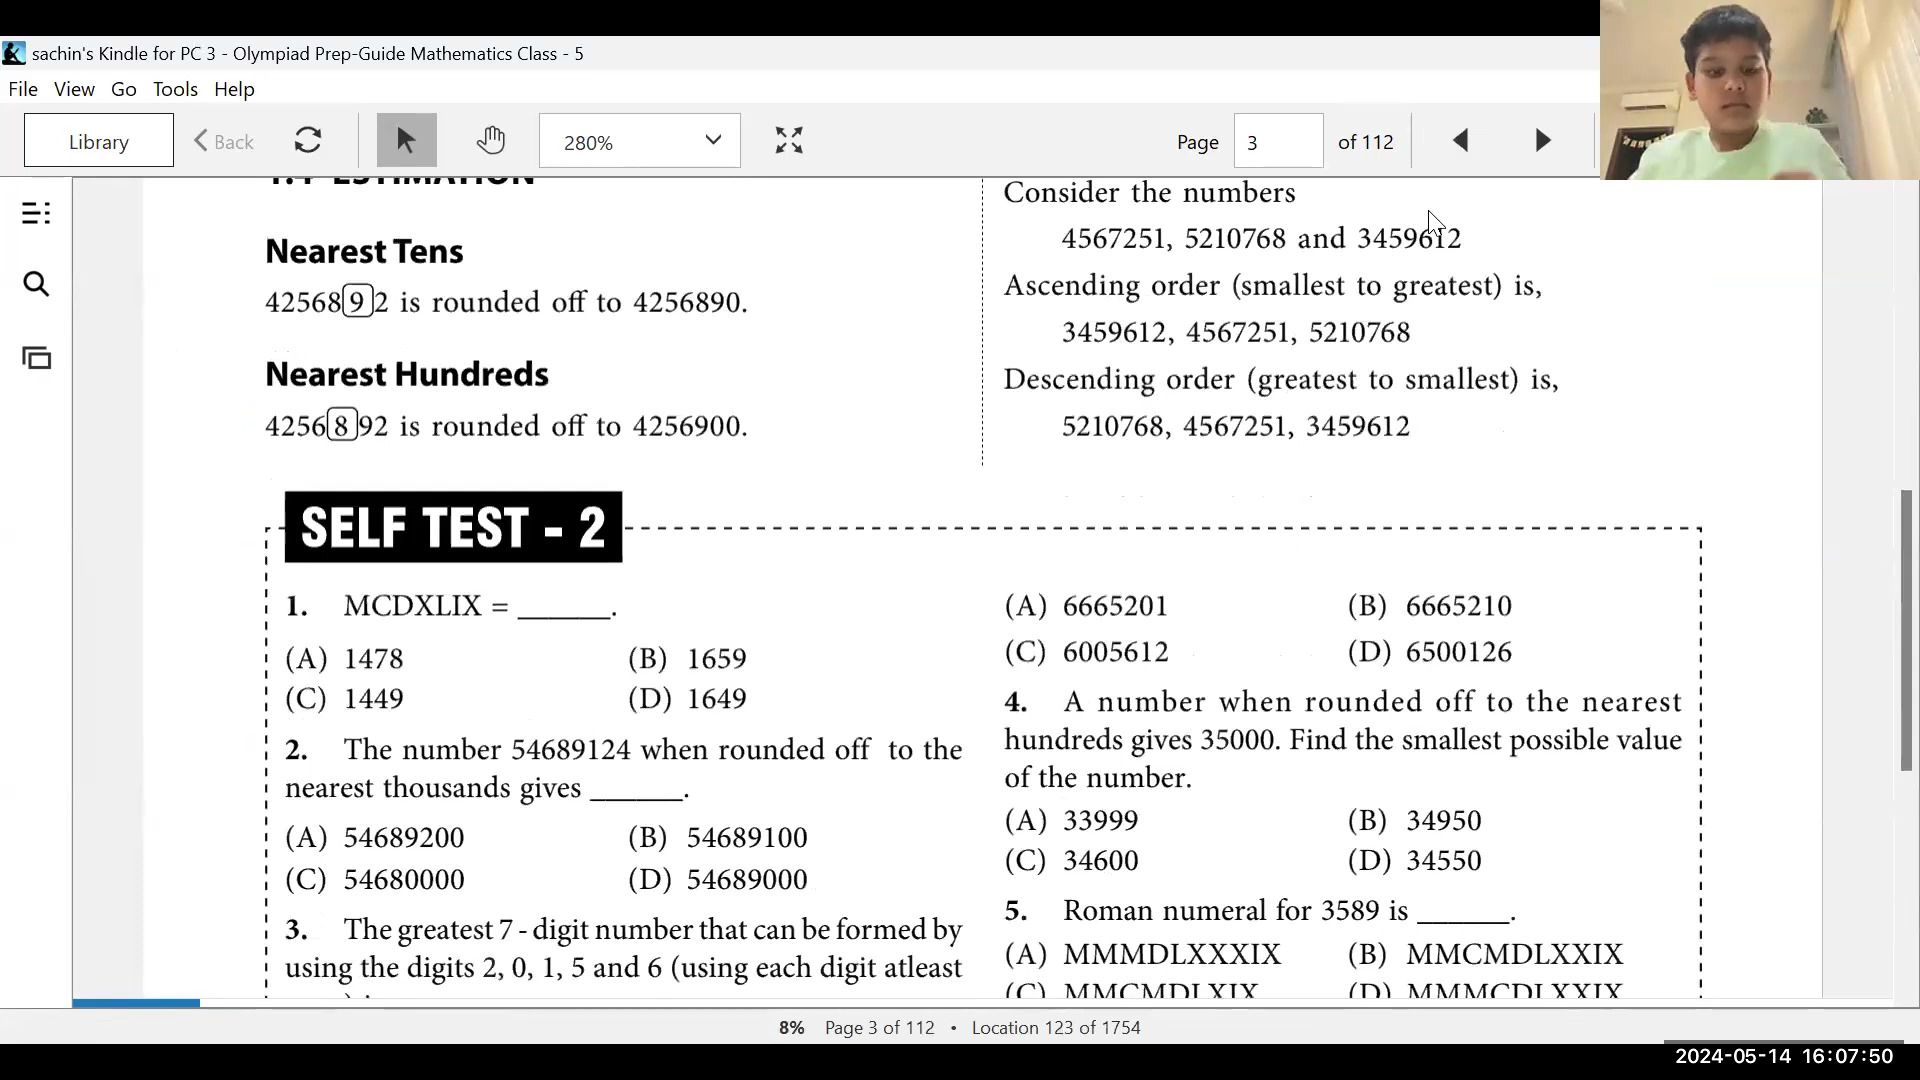 sachin's Kindle for PC 3 - Olympiad Prep-Guide Mathematics Class - 5
File View Go Tools Help
Library
Back
280%
Page 3 of 112
Nearest Tens
4256892 is rounded off to 4256890.
Nearest Hundreds
4256892 is rounded off to 4256900.
Consider the numbers
4567251, 5210768 and 3459612
Ascending order (smallest to greatest) is,
3459612, 4567251, 5210768
Descending order (greatest to smallest) is,
5210768, 4567251, 3459612
SELF TEST - 2
1. MCDXLIX = ______.
(A) 1478 (B) 1659
(C) 1449 (D) 1649
2. The number 54689124 when rounded off to the
nearest thousands gives ______.
(A) 54689200 (B) 54689100
(C) 54680000 (D) 54689000
3. The greatest 7 - digit number that can be formed by
using the digits 2, 0, 1, 5 and 6 (using each digit atleast
(A) 6665201 (B) 6665210
(C) 6005612 (D) 6500126
4. A number when rounded off to the nearest
hundreds gives 35000. Find the smallest possible value
of the number.
(A) 33999 (B) 34950
(C) 34600 (D) 34550
5. Roman numeral for 3589 is ______.
(A) MMMDLXXXIX (B) MMCMDLXXIX
(C) MMCMDLXIX (D) MMMCDLXXIX
8% Page 3 of 112 • Location 123 of 1754
2024-05-14 16:07:50